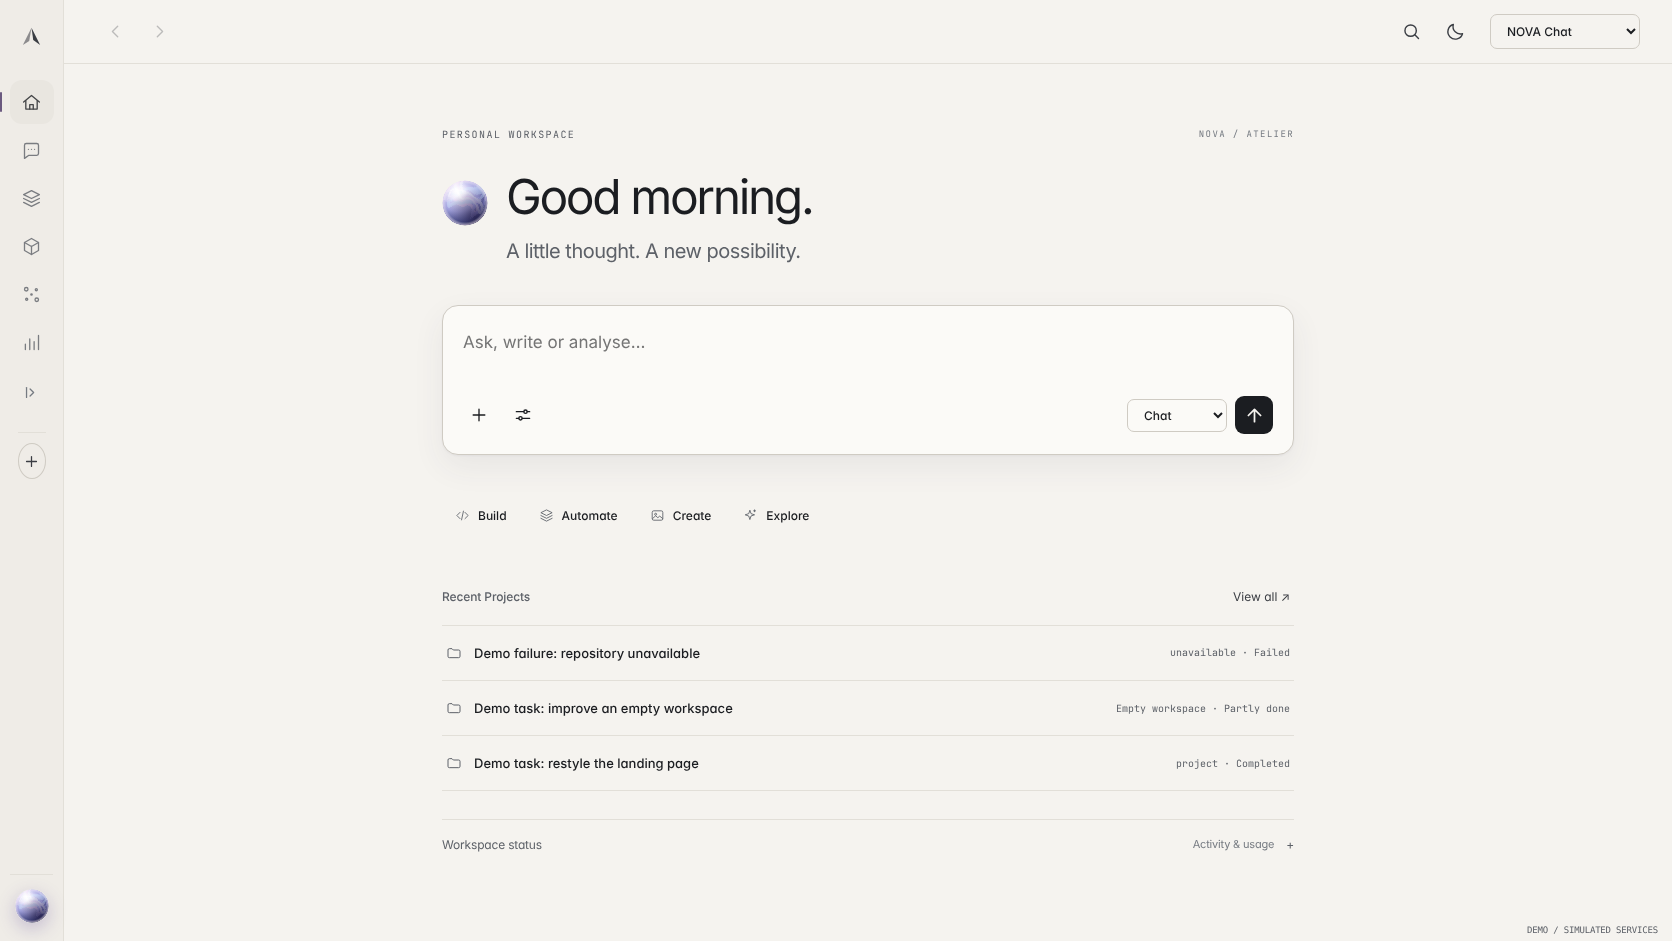 NOVA Chat
PERSONAL WORKSPACE
NOVA / ATELIER
Good morning.
A little thought. A new possibility.
Ask, write or analyse...
Chat
Build
Automate
Create
Explore
Recent Projects
View all ↗
Demo failure: repository unavailable
unavailable · Failed
Demo task: improve an empty workspace
Empty workspace · Partly done
Demo task: restyle the landing page
project · Completed
Workspace status
Activity & usage +
DEMO / SIMULATED SERVICES